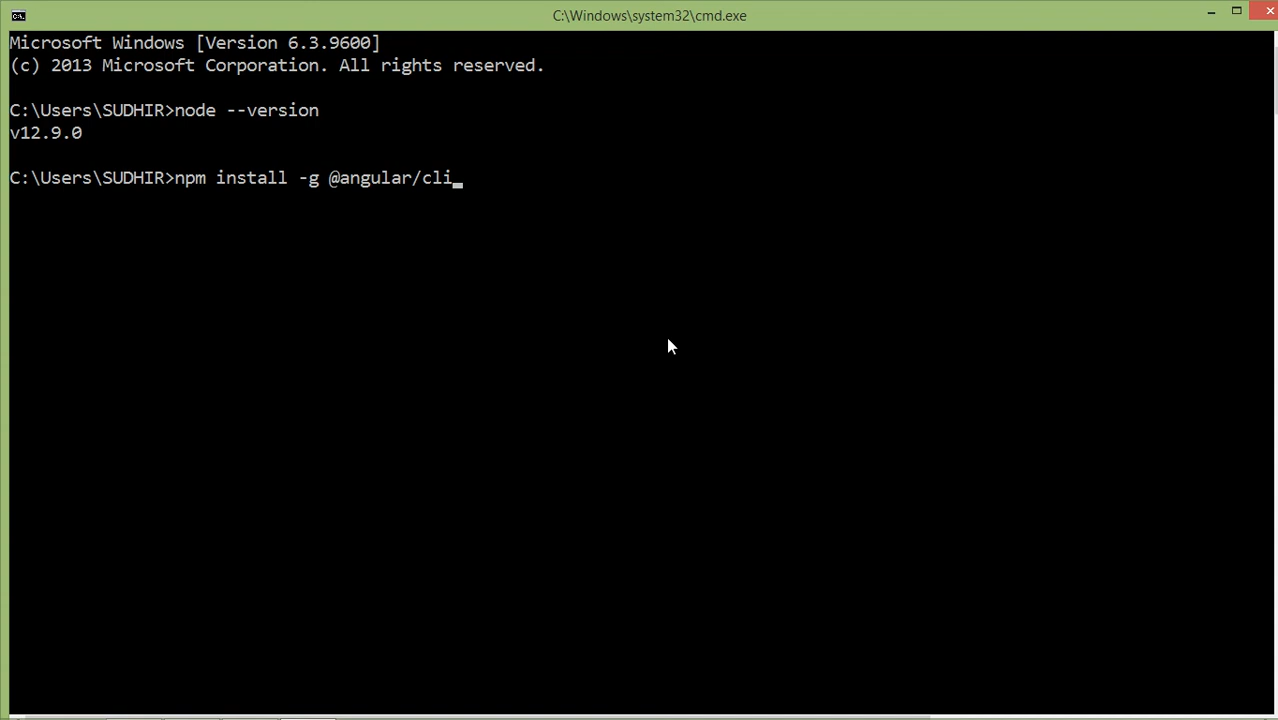 C:\Windows\system32\cmd.exe
Microsoft Windows [Version 6.3.9600]
(c) 2013 Microsoft Corporation. All rights reserved.
C:\Users\SUDHIR>node --version
v12.9.0
C:\Users\SUDHIR>npm install -g @angular/cli